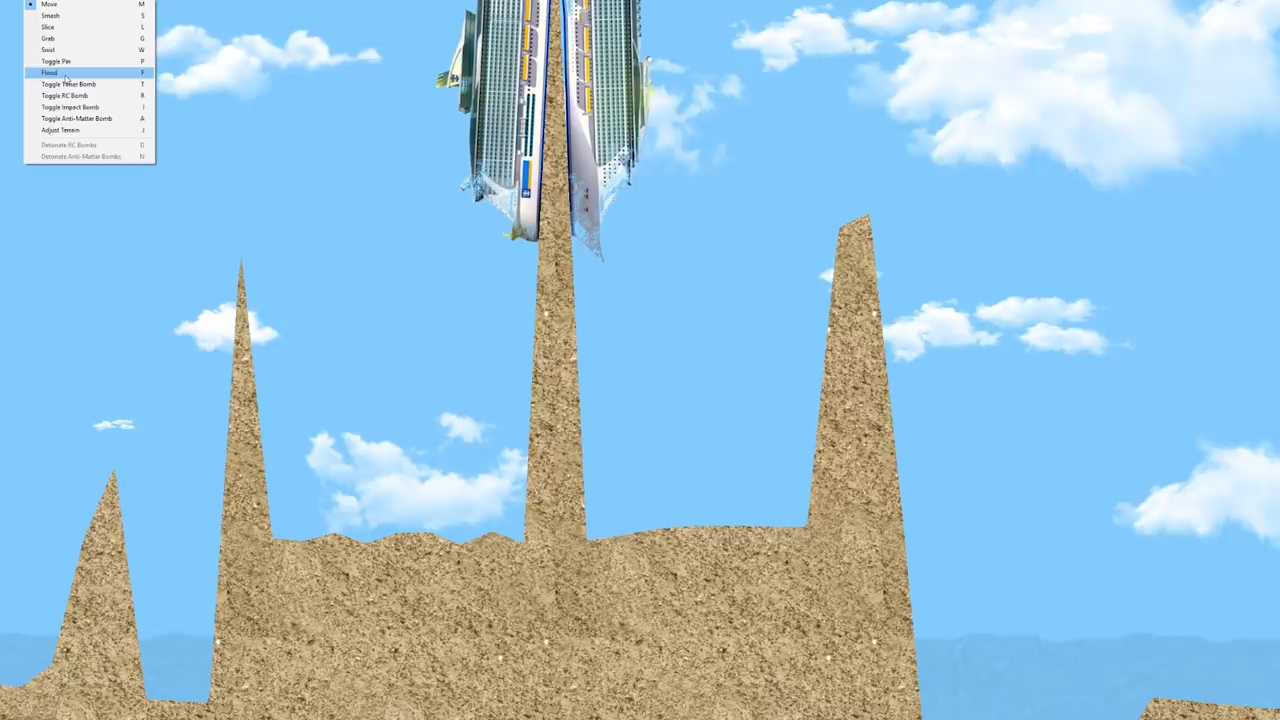 Move M
Smash S
Slice L
Grab G
Swirl W
Toggle Pin P
Flood F
Toggle Timer Bomb T
Toggle RC Bomb R
Toggle Impact Bomb I
Toggle Anti-Matter Bomb A
Adjust Terrain J
Detonate RC Bombs D
Detonate Anti-Matter Bombs N